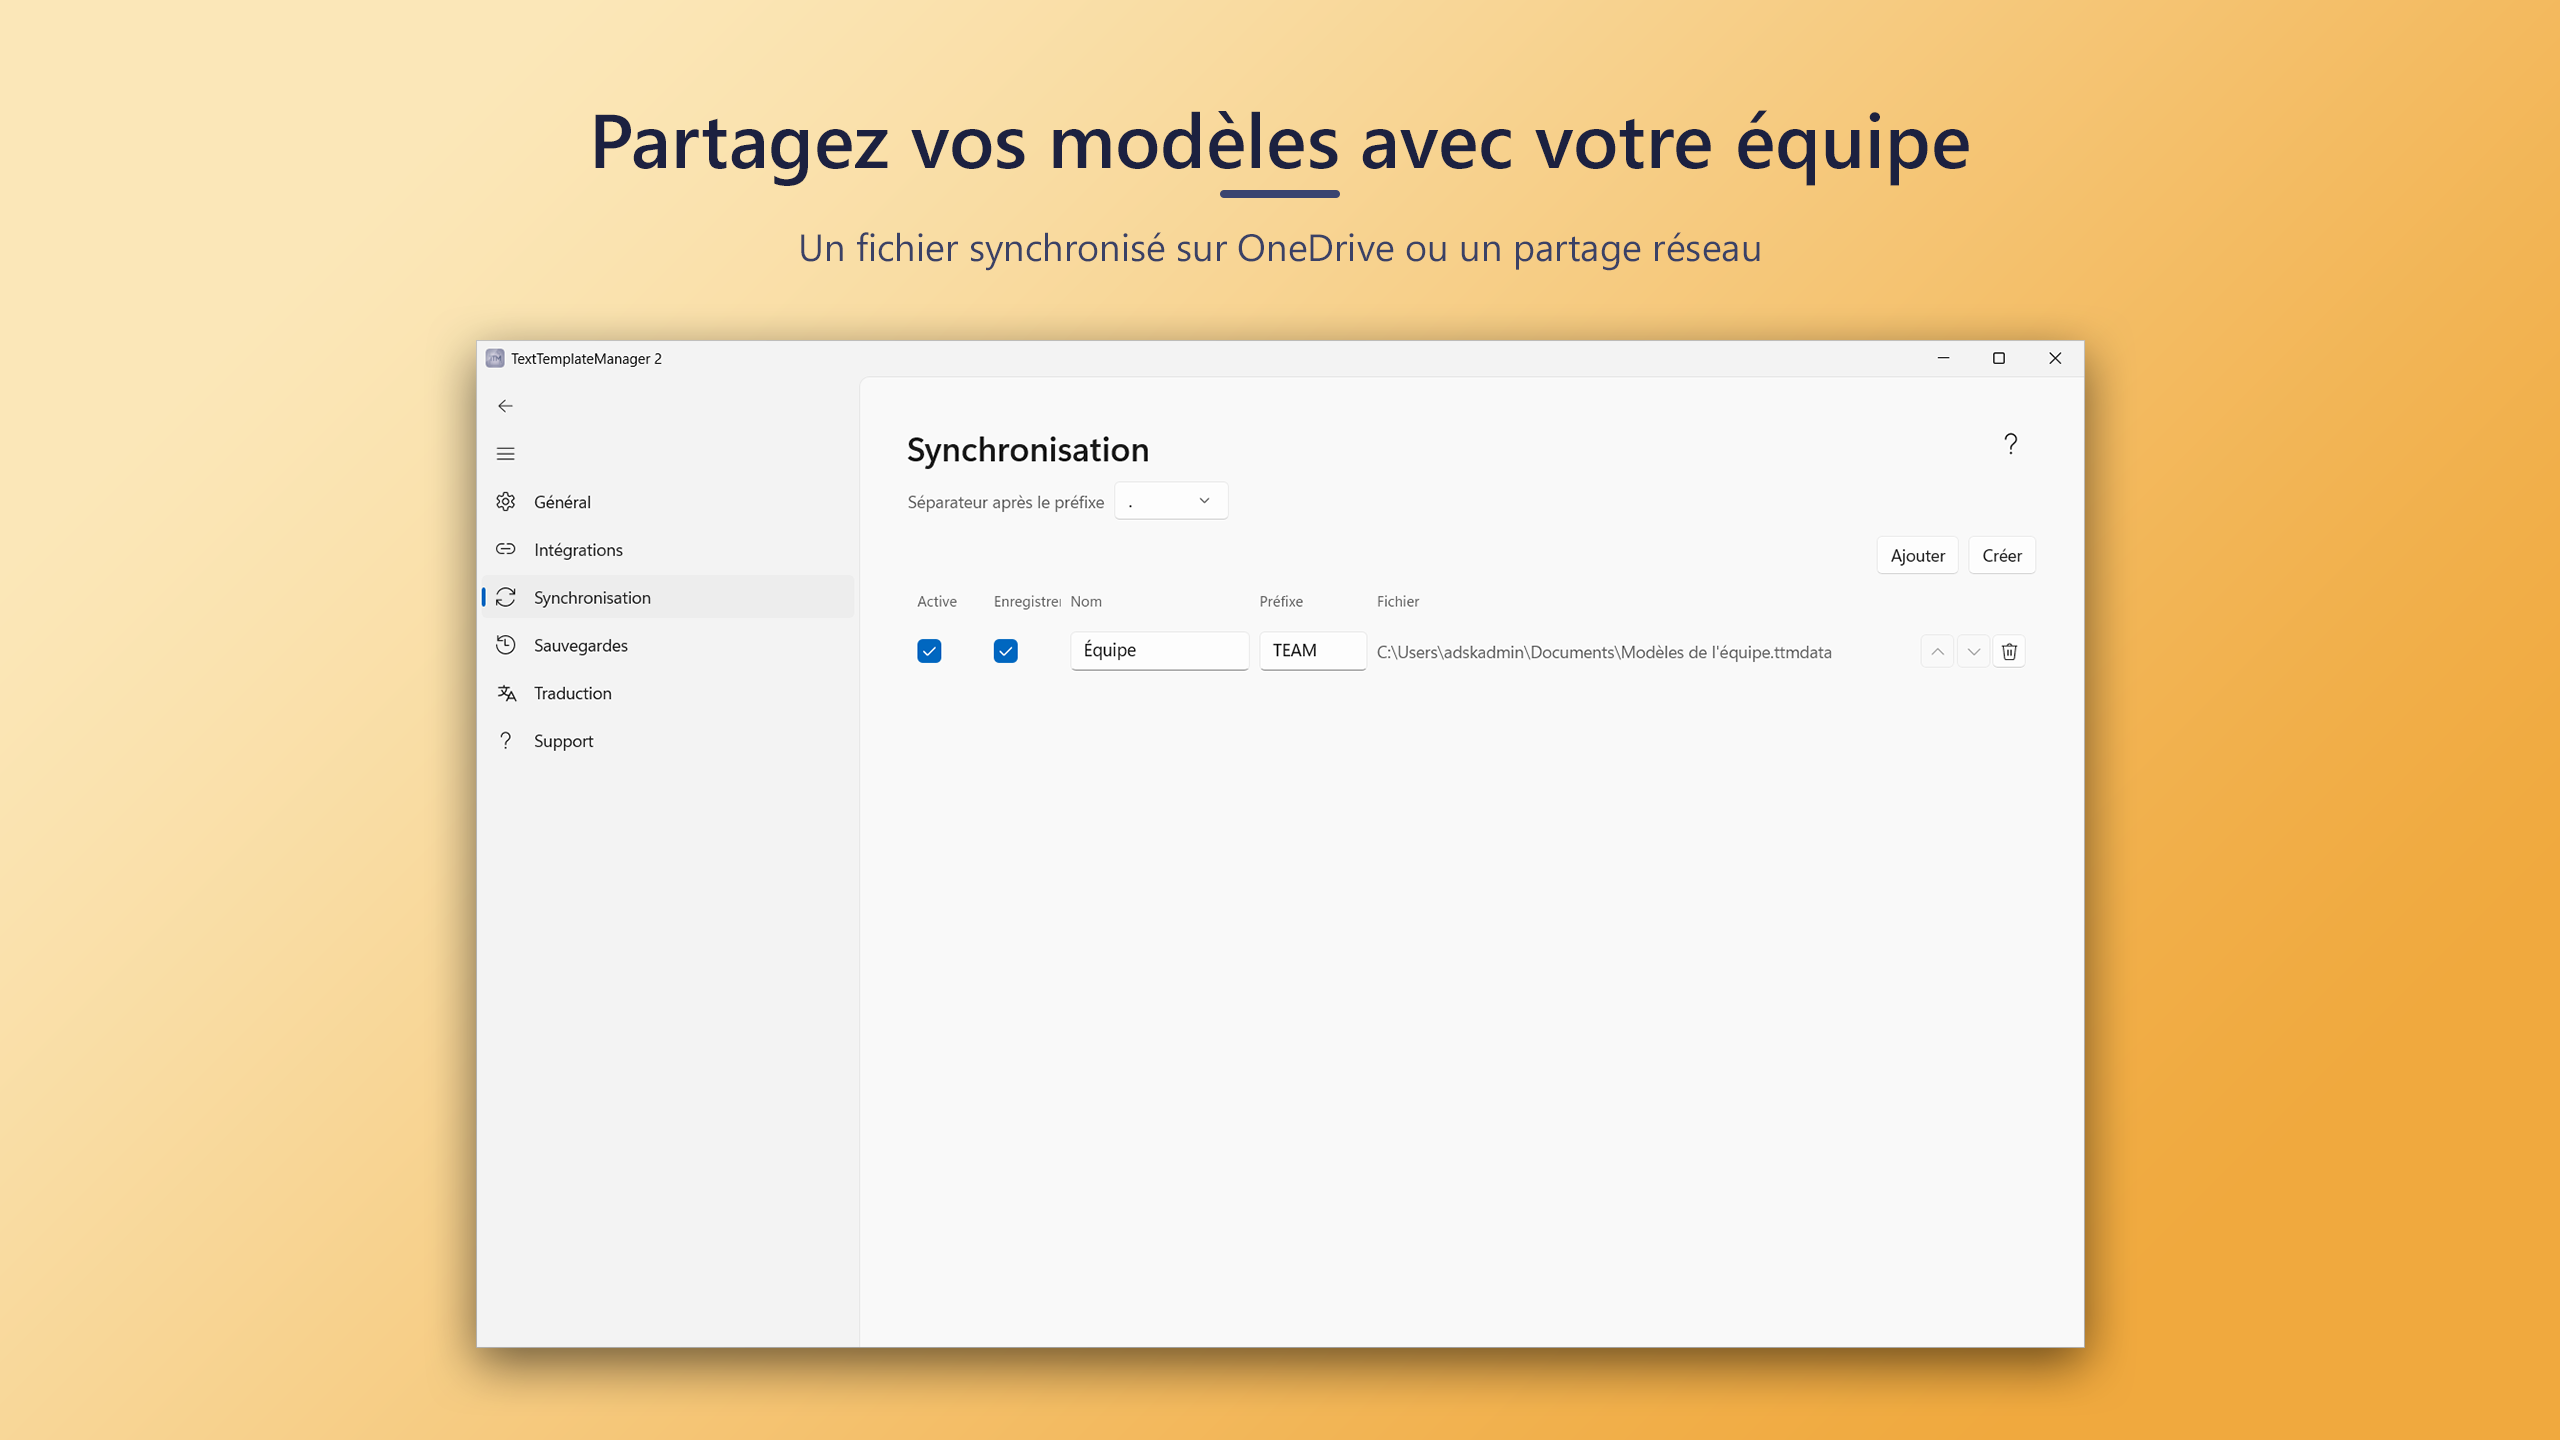 Partagez vos modèles avec votre équipe
Un fichier synchronisé sur OneDrive ou un partage réseau
TextTemplateManager 2
Général
Intégrations
Synchronisation
Sauvegardes
Traduction
Support
Synchronisation
?
Séparateur après le préfixe .
Ajouter Créer
Active Enregistrer Nom Préfixe Fichier
Équipe TEAM C:\Users\adskadmin\Documents\Modèles de l'équipe.ttmdata